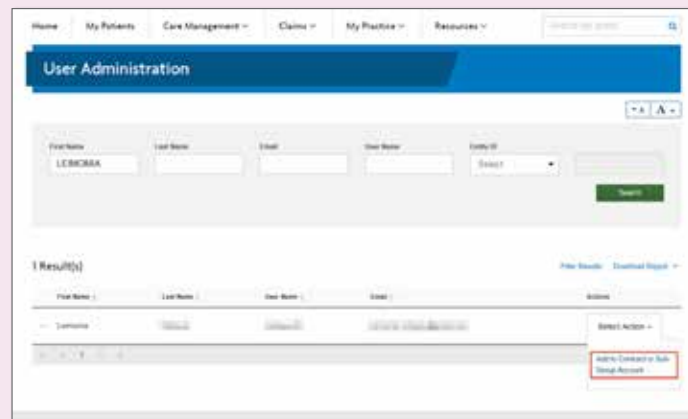 Home My Patients Care Management Claims My Practice Resources
User Administration
A A
First Name Last Name Email User Name Entity ID
Select
Search
1 Result(s)
Filter Results Download Report
First Name Last Name User Name Email Actions
Select Action
1
Add to Contract or Sub-
Group Account